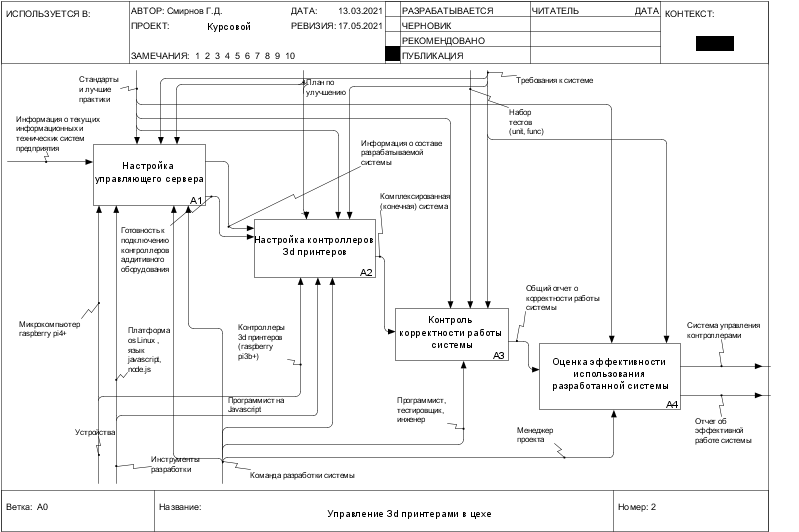 ИСПОЛЬЗУЕТСЯ В:
АВТОР: Смирнов Г.Д.
ДАТА: 13.03.2021
ПРОЕКТ: Курсовой
РЕВИЗИЯ: 17.05.2021
ЗАМЕЧАНИЯ: 1 2 3 4 5 6 7 8 9 10
РАЗРАБАТЫВАЕТСЯ
ЧЕРНОВИК
РЕКОМЕНДОВАНО
ПУБЛИКАЦИЯ
ЧИТАТЕЛЬ
ДАТА
КОНТЕКСТ:
Стандарты
и лучшие
практики
План по
улучшению
Требования к системе
Набор
тестов
(unit, func)
Информация о текущих
информационных и
технических систем
предприятия
Настройка
управляющего сервера
A1
Информация о составе
разрабатываемой
системы
Комплексированная
(конечная) система
Готовность к
подключению
контроллеров
аддитивного
оборудования
Настройка контроллеров
3d принтеров
A2
Общий отчет о
корректности работы
системы
Микрокомпьютер
raspberry pi4+
Платформа
os Linux ,
язык
javascript,
node.js
Контроллеры
3d принтеров
(raspberry
pi3b+)
Контроль
корректности работы
системы
A3
Система управления
контроллерами
Оценка эффективности
использования
разработанной системы
A4
Программист на
Javascript
Программист,
тестировщик,
инженер
Отчет об
эффективной
работе системы
Устройства
Менеджер
проекта
Инструменты
разработки
Команда разработки системы
Ветка: A0
Название:
Управление 3d принтерами в цехе
Номер: 2